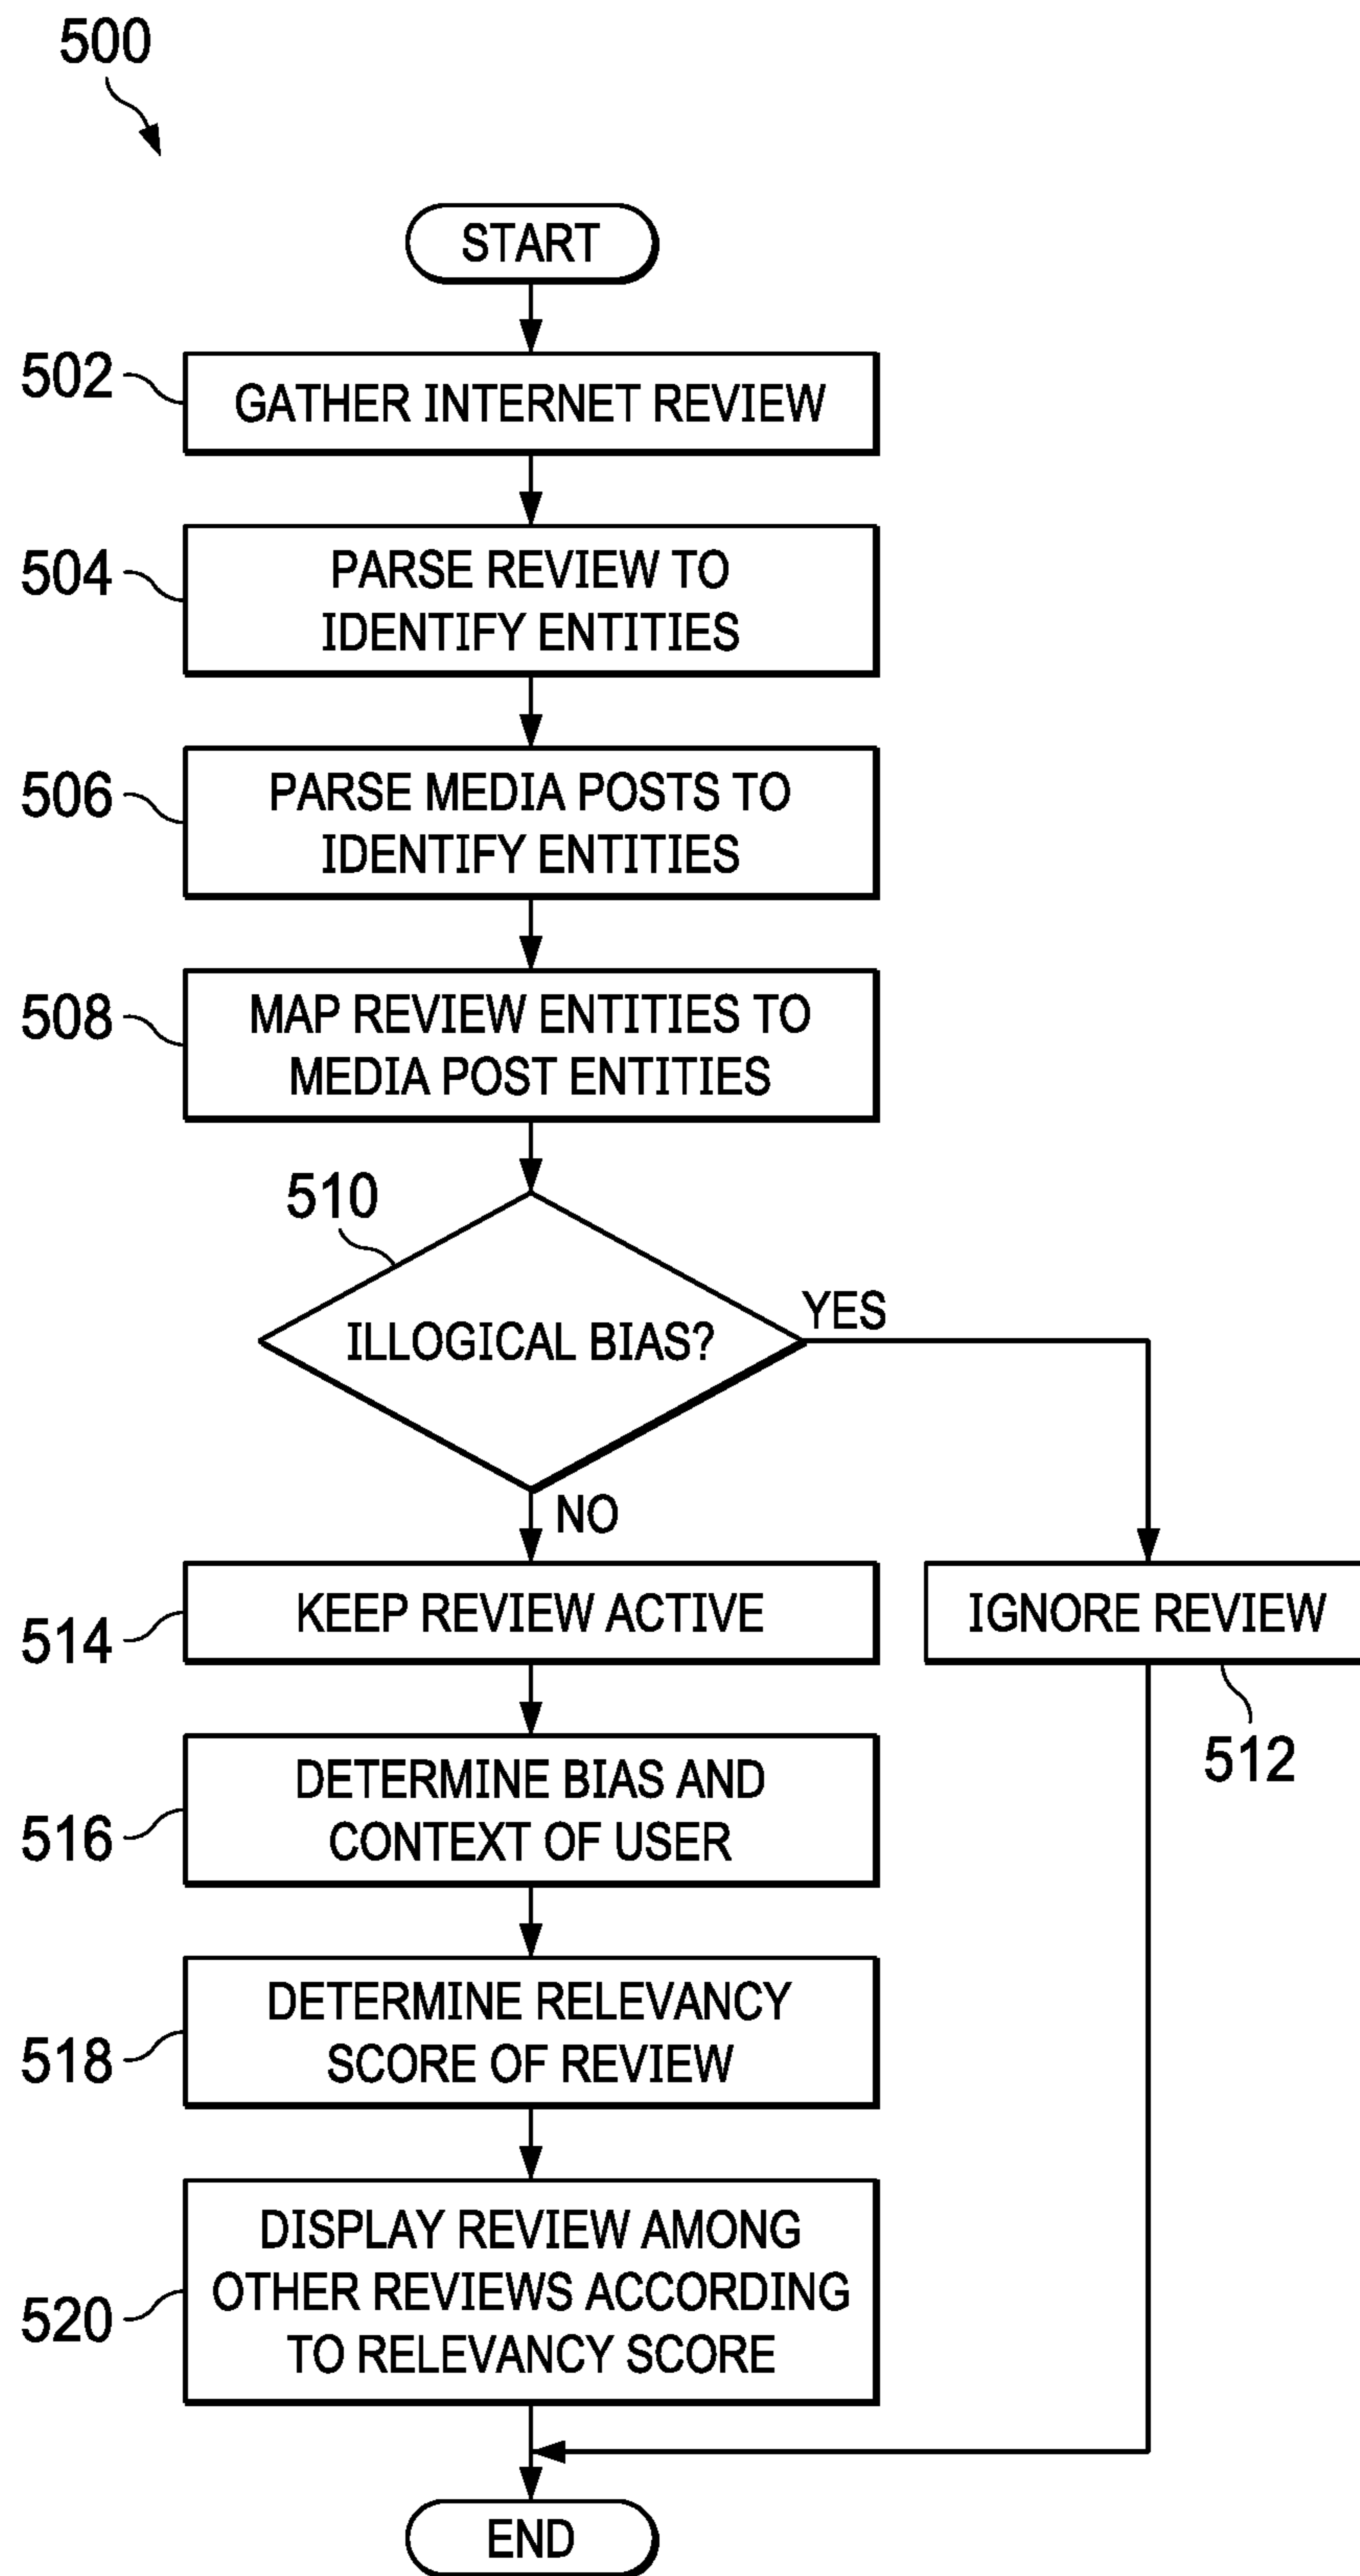 500
START
502
GATHER INTERNET REVIEW
504
PARSE REVIEW TO
IDENTIFY ENTITIES
506
PARSE MEDIA POSTS TO
IDENTIFY ENTITIES
508
MAP REVIEW ENTITIES TO
MEDIA POST ENTITIES
510
ILLOGICAL BIAS?
YES
NO
514
KEEP REVIEW ACTIVE
IGNORE REVIEW
512
516
DETERMINE BIAS AND
CONTEXT OF USER
518
DETERMINE RELEVANCY
SCORE OF REVIEW
520
DISPLAY REVIEW AMONG
OTHER REVIEWS ACCORDING
TO RELEVANCY SCORE
END